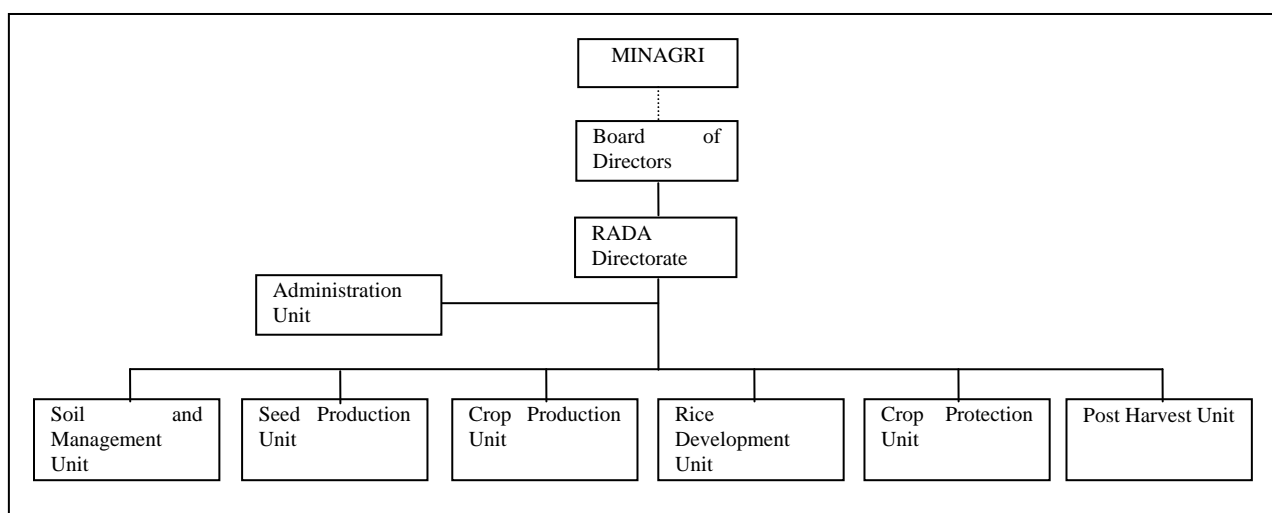 MINAGRI
Board of
Directors
RADA
Directorate
Administration
Unit
Soil and
Management
Unit
Seed Production
Unit
Crop Production
Unit
Rice
Development
Unit
Crop Protection
Unit
Post Harvest Unit